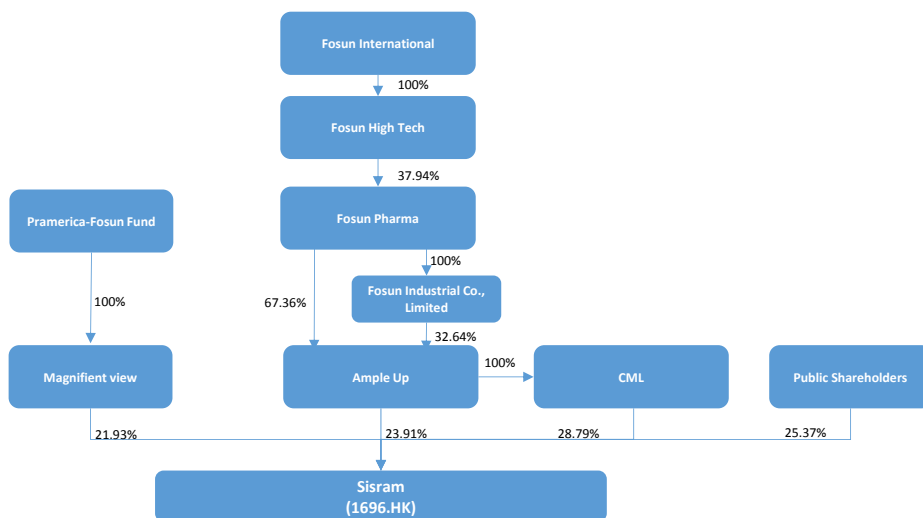 Fosun International
100%
Fosun High Tech
37.94%
Pramerica-Fosun Fund
Fosun Pharma
100%
Fosun Industrial Co.,
Limited
67.36%
100%
32.64%
Magnifient view
Ample Up
100%
CML
Public Shareholders
21.93%
23.91%
28.79%
25.37%
Sisram
(1696.HK)